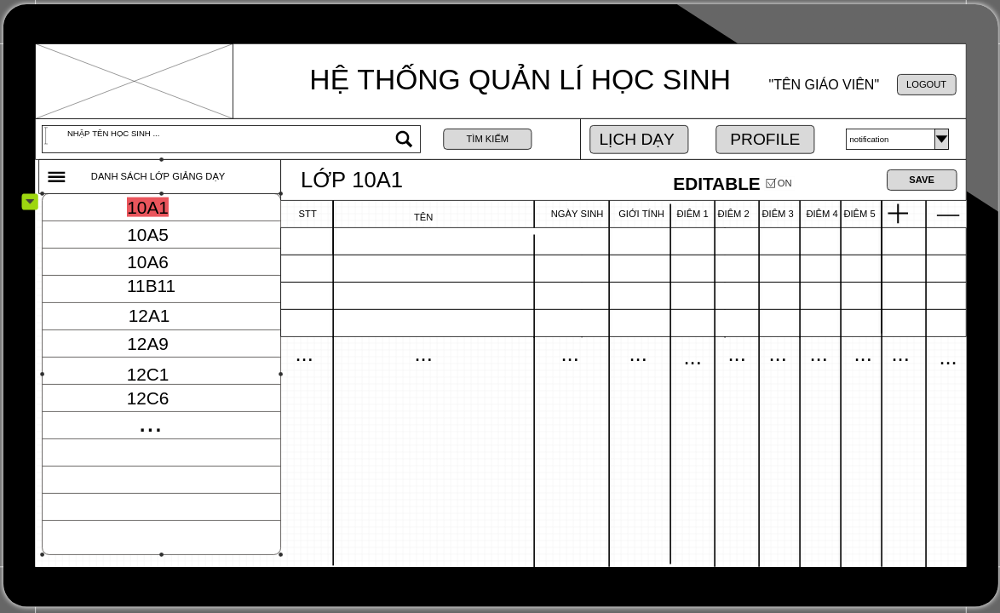 HỆ THỐNG QUẢN LÍ HỌC SINH
"TÊN GIÁO VIÊN"
LOGOUT
NHẬP TÊN HỌC SINH ...
TÌM KIẾM
LỊCH DẠY
PROFILE
notification
DANH SÁCH LỚP GIẢNG DẠY
LỚP 10A1
EDITABLE
ON
SAVE
10A1
10A5
10A6
11B11
12A1
12A9
12C1
12C6
...
STT
TÊN
NGÀY SINH
GIỚI TÍNH
ĐIỂM 1
ĐIỂM 2
ĐIỂM 3
ĐIỂM 4
ĐIỂM 5
... ... ... ... ... ... ... ... ... ... ...